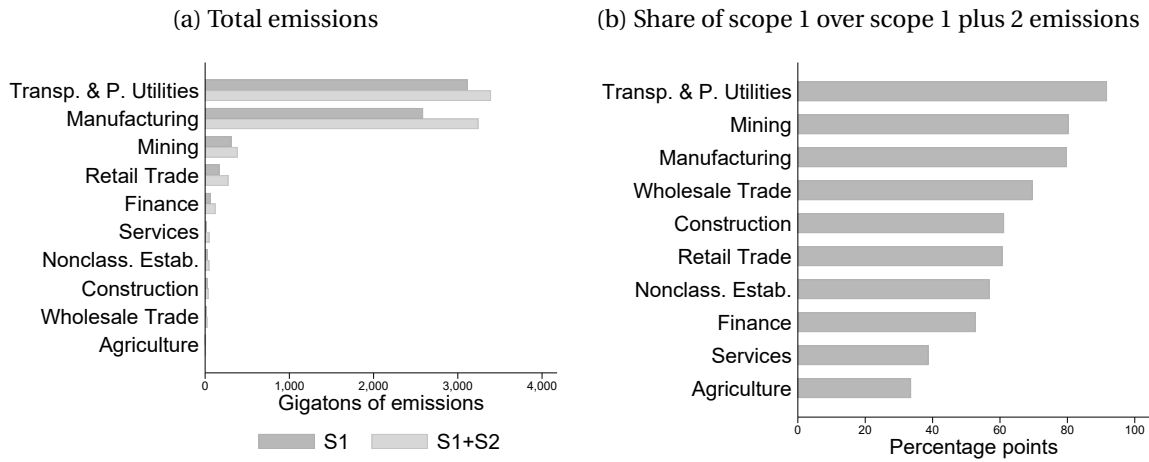 (a) Total emissions
Transp. & P. Utilities
Manufacturing
Mining
Retail Trade
Finance
Services
Nonclass. Estab.
Construction
Wholesale Trade
Agriculture
0 1,000 2,000 3,000 4,000
Gigatons of emissions
S1 S1+S2
(b) Share of scope 1 over scope 1 plus 2 emissions
Transp. & P. Utilities
Mining
Manufacturing
Wholesale Trade
Construction
Retail Trade
Nonclass. Estab.
Finance
Services
Agriculture
0 20 40 60 80 100
Percentage points